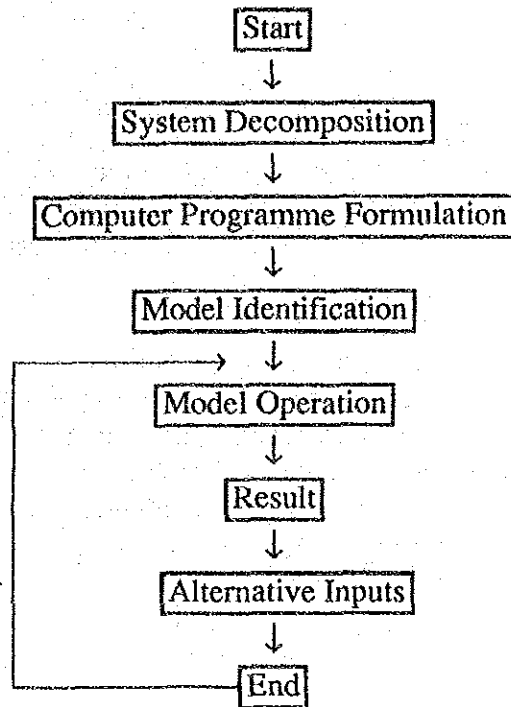 Start
System Decomposition
Computer Programme Formulation
Model Identification
Model Operation
Result
Alternative Inputs
End